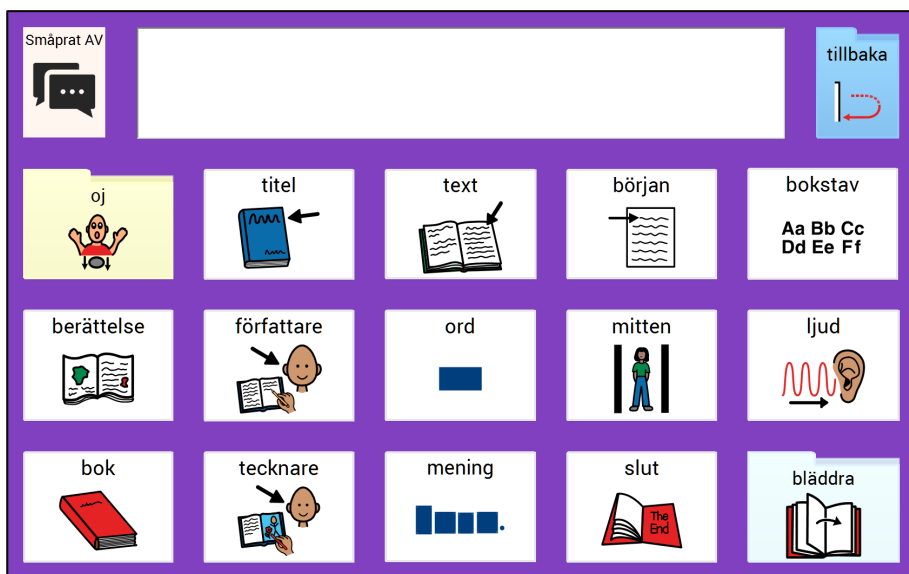 Småprat AV
tillbaka
oj
titel
text
början
bokstav
Aa Bb Cc
Dd Ee Ff
berättelse
författare
ord
mitten
ljud
bok
tecknare
mening
slut
The
End
bläddra